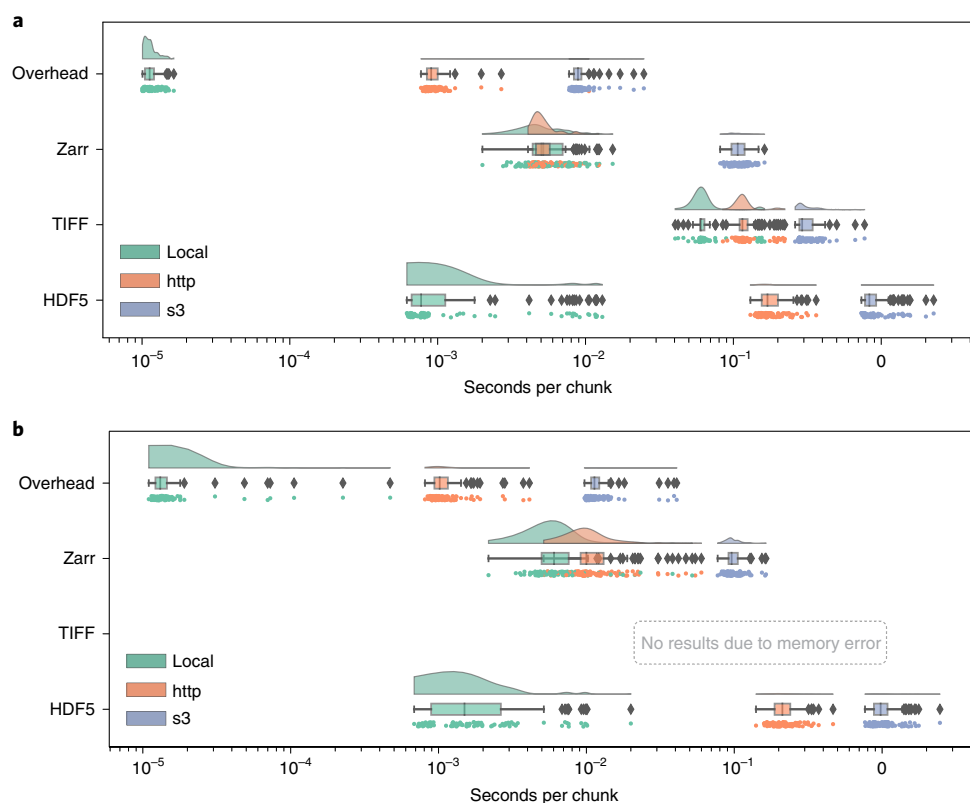 a
Overhead
Zarr
TIFF
HDF5
Local
http
s3
10⁻⁵ 10⁻⁴ 10⁻³ 10⁻² 10⁻¹ 0
Seconds per chunk
b
Overhead
Zarr
TIFF
No results due to memory error
HDF5
Local
http
s3
10⁻⁵ 10⁻⁴ 10⁻³ 10⁻² 10⁻¹ 0
Seconds per chunk